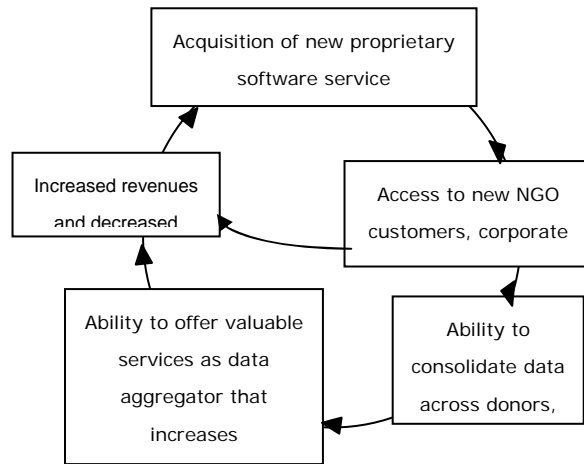 Acquisition of new proprietary
software service
Access to new NGO
customers, corporate
Ability to
consolidate data
across donors,
Ability to offer valuable
services as data
aggregator that
increases
Increased revenues
and decreased